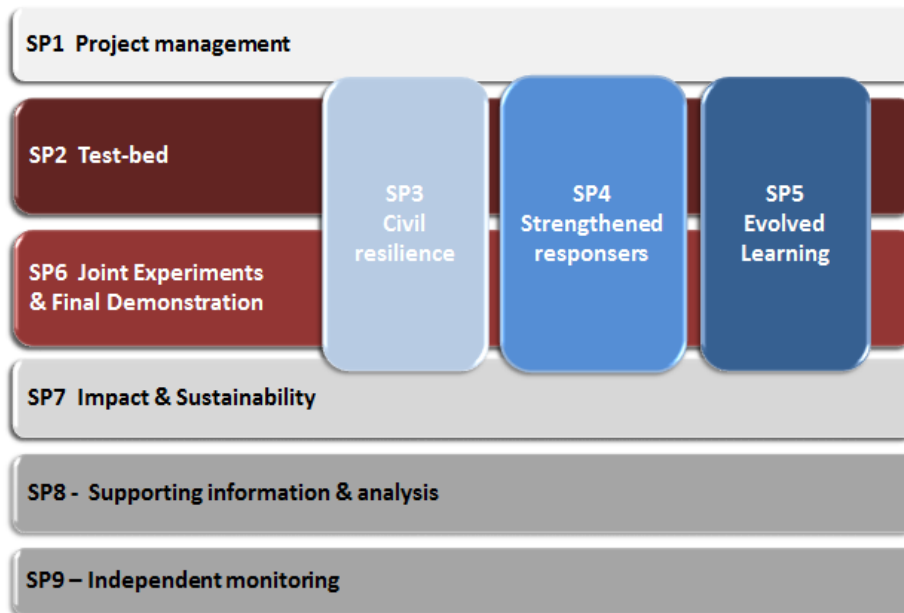 SP1  Project management
SP2  Test-bed
SP3
Civil
resilience
SP4
Strengthened
responsers
SP5
Evolved
Learning
SP6  Joint Experiments
& Final Demonstration
SP7  Impact & Sustainability
SP8 -  Supporting information & analysis
SP9 – Independent monitoring